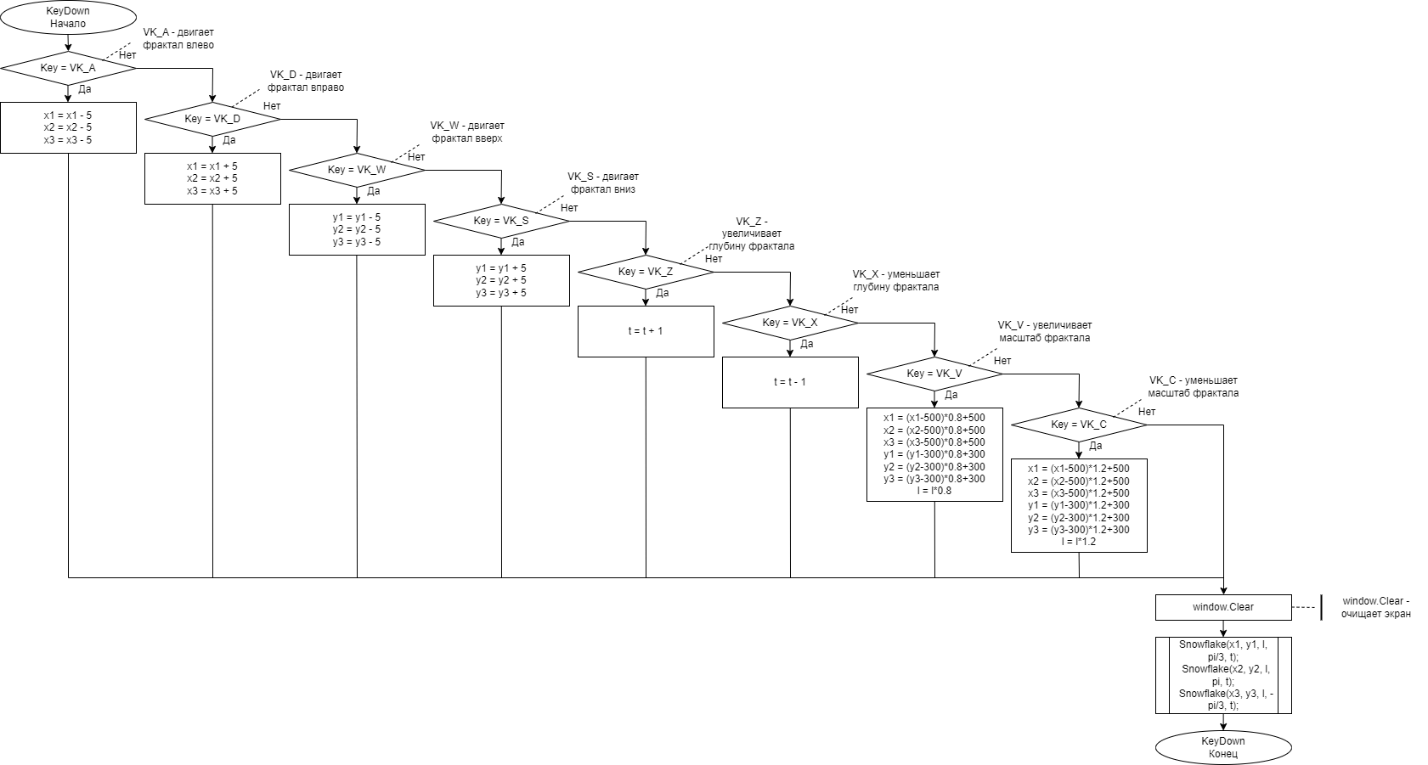 KeyDown
Начало
VK_A - двигает
фрактал влево
Нет
Key = VK_A
Да
x1 = x1 - 5
x2 = x2 - 5
x3 = x3 - 5
VK_D - двигает
фрактал вправо
Нет
Key = VK_D
Да
x1 = x1 + 5
x2 = x2 + 5
x3 = x3 + 5
VK_W - двигает
фрактал вверх
Нет
Key = VK_W
Да
y1 = y1 - 5
y2 = y2 - 5
y3 = y3 - 5
VK_S - двигает
фрактал вниз
Нет
Key = VK_S
Да
y1 = y1 + 5
y2 = y2 + 5
y3 = y3 + 5
VK_Z -
увеличивает
глубину фрактала
Нет
Key = VK_Z
Да
t = t + 1
VK_X - уменьшает
глубину фрактала
Нет
Key = VK_X
Да
t = t - 1
VK_V - увеличивает
масштаб фрактала
Нет
Key = VK_V
Да
x1 = (x1-500)*0.8+500
x2 = (x2-500)*0.8+500
x3 = (x3-500)*0.8+500
y1 = (y1-300)*0.8+300
y2 = (y2-300)*0.8+300
y3 = (y3-300)*0.8+300
l = l*0.8
VK_C - уменьшает
масштаб фрактала
Нет
Key = VK_C
Да
x1 = (x1-500)*1.2+500
x2 = (x2-500)*1.2+500
x3 = (x3-500)*1.2+500
y1 = (y1-300)*1.2+300
y2 = (y2-300)*1.2+300
y3 = (y3-300)*1.2+300
l = l*1.2
window.Clear
window.Clear -
очищает экран
Snowflake(x1, y1, l,
pi/3, t);
Snowflake(x2, y2, l,
pi, t);
Snowflake(x3, y3, l, -
pi/3, t);
KeyDown
Конец